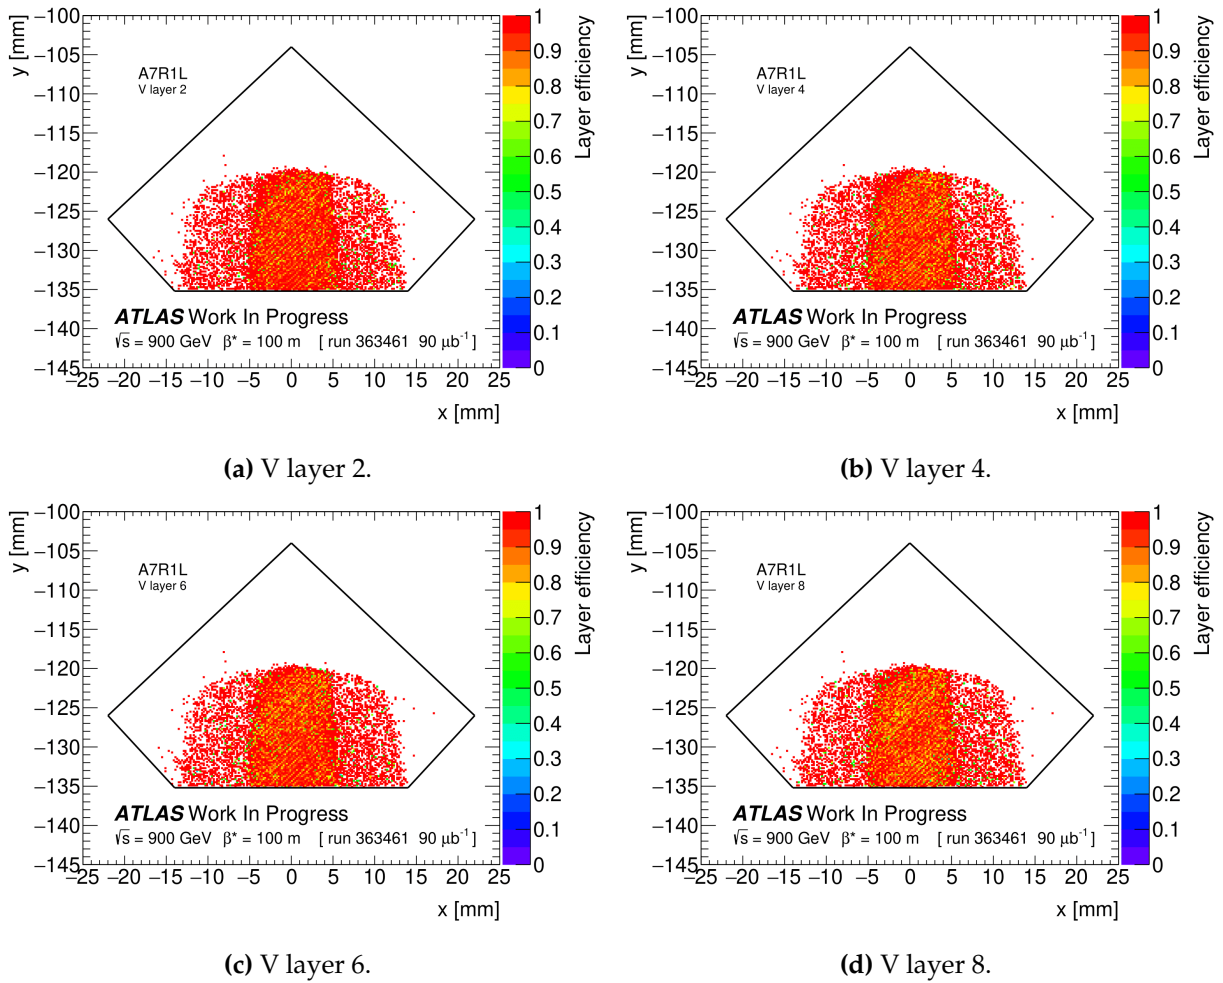 y [mm]
−100
−105
−110
−115
−120
−125
−130
−135
−140
−145
A7R1L
V layer 2
ATLAS Work In Progress
√s = 900 GeV β* = 100 m [ run 363461 90 μb⁻¹ ]
−25 −20 −15 −10 −5 0 5 10 15 20 25
x [mm]
1
0.9
0.8
0.7
0.6
0.5
0.4
0.3
0.2
0.1
0
Layer efficiency
(a) V layer 2.
y [mm]
−100
−105
−110
−115
−120
−125
−130
−135
−140
−145
A7R1L
V layer 4
ATLAS Work In Progress
√s = 900 GeV β* = 100 m [ run 363461 90 μb⁻¹ ]
−25 −20 −15 −10 −5 0 5 10 15 20 25
x [mm]
1
0.9
0.8
0.7
0.6
0.5
0.4
0.3
0.2
0.1
0
Layer efficiency
(b) V layer 4.
y [mm]
−100
−105
−110
−115
−120
−125
−130
−135
−140
−145
A7R1L
V layer 6
ATLAS Work In Progress
√s = 900 GeV β* = 100 m [ run 363461 90 μb⁻¹ ]
−25 −20 −15 −10 −5 0 5 10 15 20 25
x [mm]
1
0.9
0.8
0.7
0.6
0.5
0.4
0.3
0.2
0.1
0
Layer efficiency
(c) V layer 6.
y [mm]
−100
−105
−110
−115
−120
−125
−130
−135
−140
−145
A7R1L
V layer 8
ATLAS Work In Progress
√s = 900 GeV β* = 100 m [ run 363461 90 μb⁻¹ ]
−25 −20 −15 −10 −5 0 5 10 15 20 25
x [mm]
1
0.9
0.8
0.7
0.6
0.5
0.4
0.3
0.2
0.1
0
Layer efficiency
(d) V layer 8.